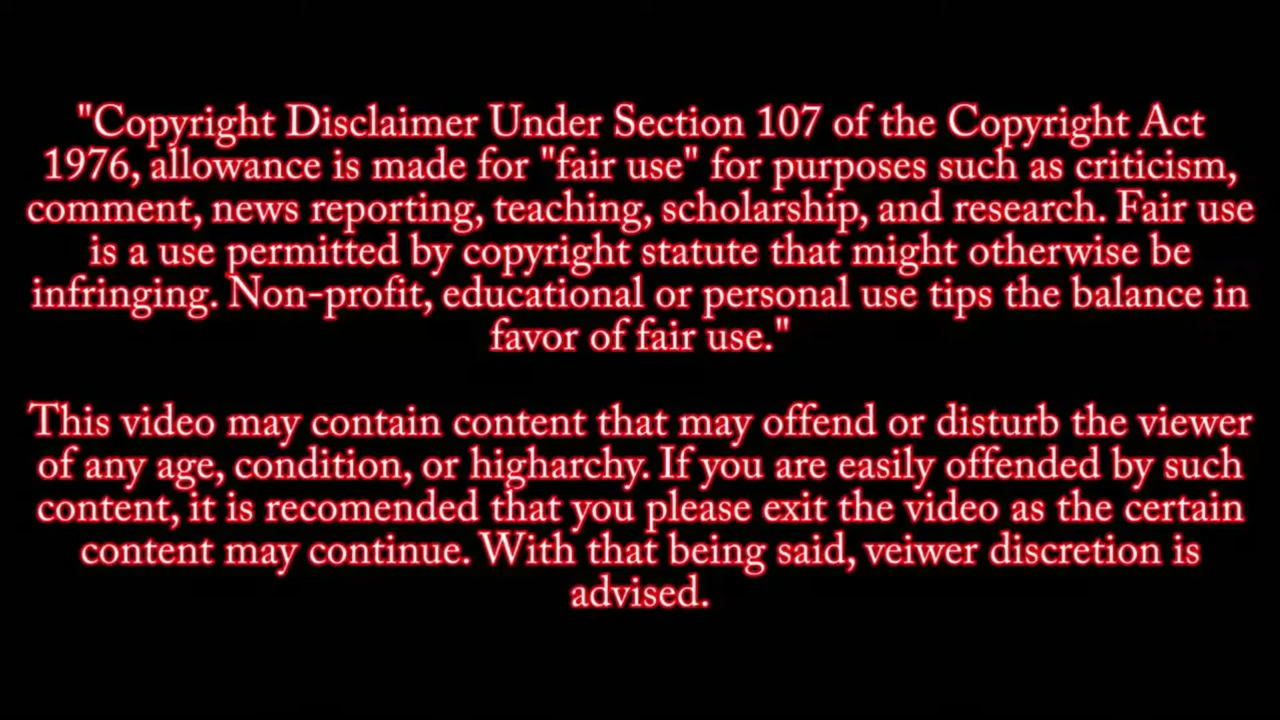 "Copyright Disclaimer Under Section 107 of the Copyright Act
1976, allowance is made for "fair use" for purposes such as criticism,
comment, news reporting, teaching, scholarship, and research. Fair use
is a use permitted by copyright statute that might otherwise be
infringing. Non-profit, educational or personal use tips the balance in
favor of fair use."
This video may contain content that may offend or disturb the viewer
of any age, condition, or higharchy. If you are easily offended by such
content, it is recomended that you please exit the video as the certain
content may continue. With that being said, veiwer discretion is
advised.